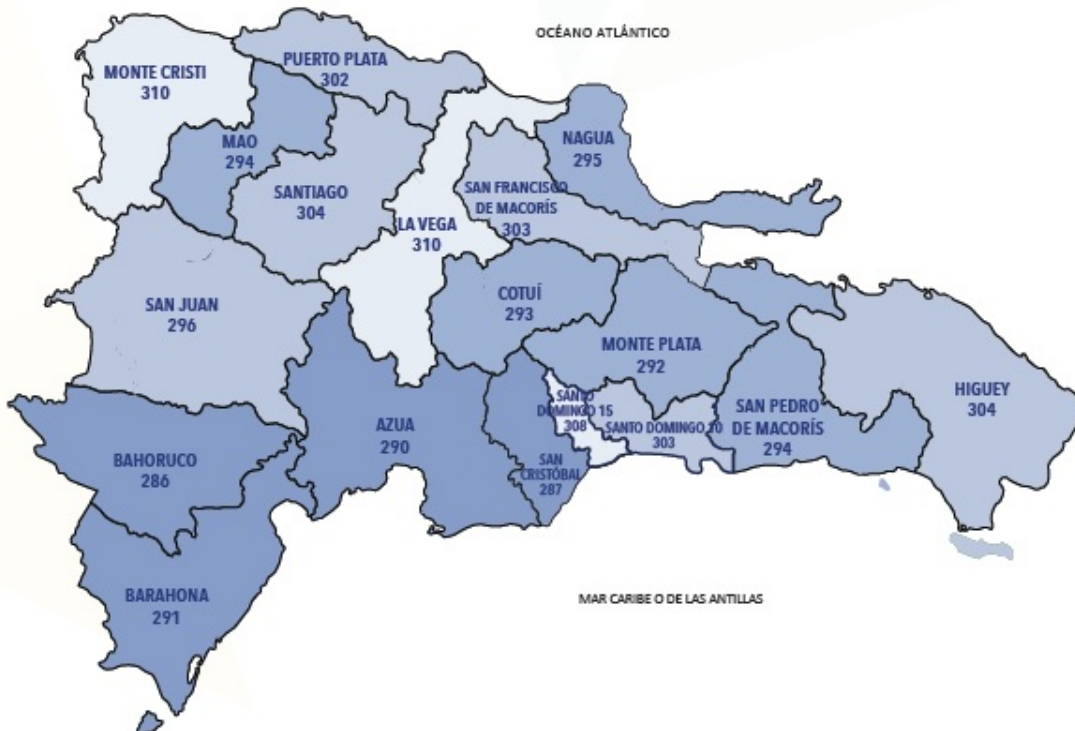 OCÉANO ATLÁNTICO
MONTE CRISTI
310
PUERTO PLATA
302
MAO
294
NAGUA
295
SANTIAGO
304
SAN FRANCISCO
DE MACORÍS
303
LA VEGA
310
SAN JUAN
296
COTUÍ
293
MONTE PLATA
292
HIGUEY
304
SANTO
DOMINGO 15
308
SANTO DOMINGO 10
303
SAN PEDRO
DE MACORÍS
294
AZUA
290
BAHORUCO
286
SAN
CRISTÓBAL
287
BARAHONA
291
MAR CARIBE O DE LAS ANTILLAS